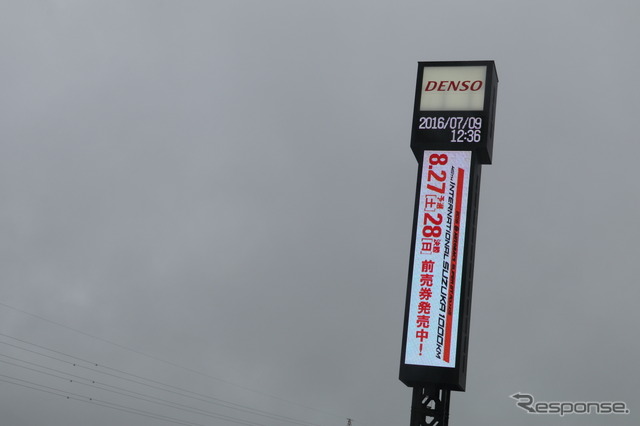 DENSO
2016/07/09
12:36
INTERNATIONAL SUZUKA 1000KM
8.27[土]予選 28[日]決勝 前売券発売中!
Response.